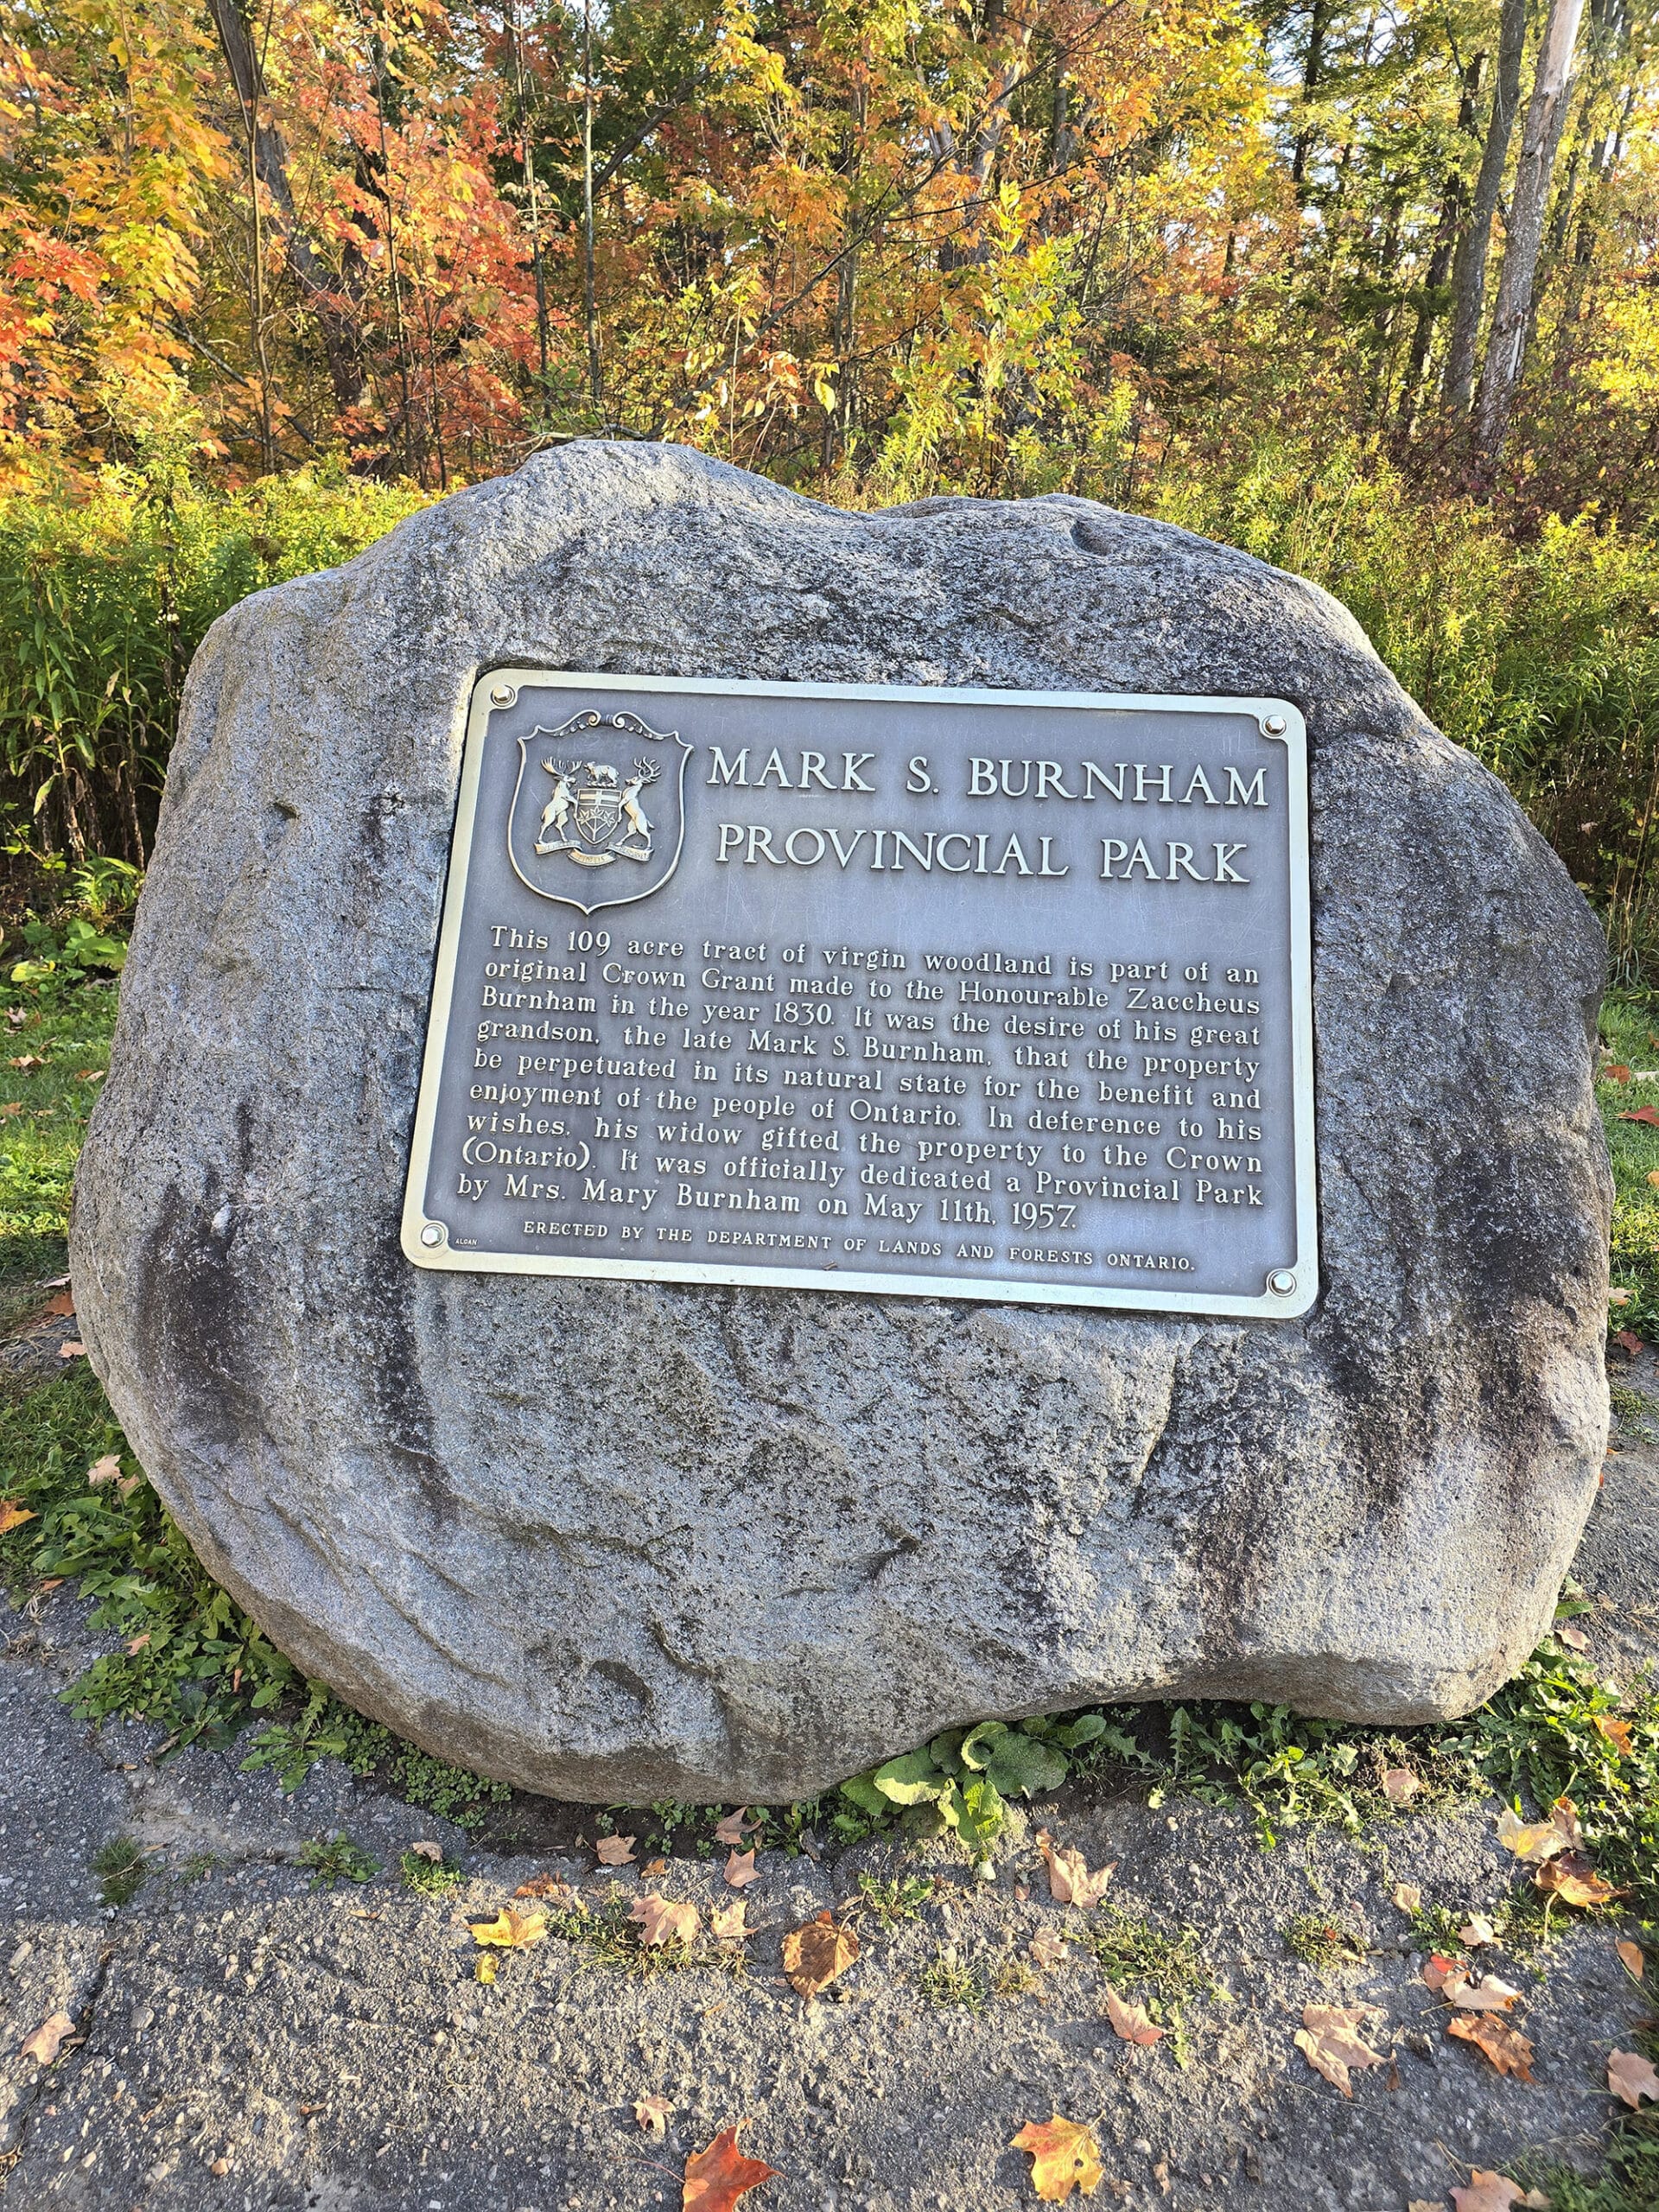 MARK S. BURNHAM
PROVINCIAL PARK
This 109 acre tract of virgin woodland is part of an
original Crown Grant made to the Honourable Zaccheus
Burnham in the year 1830. It was the desire of his great
grandson, the late Mark S. Burnham, that the property
be perpetuated in its natural state for the benefit and
enjoyment of the people of Ontario. In deference to his
wishes, his widow gifted the property to the Crown
(Ontario). It was officially dedicated a Provincial Park
by Mrs. Mary Burnham on May 11th, 1957.
ALCAN
ERECTED BY THE DEPARTMENT OF LANDS AND FORESTS ONTARIO.